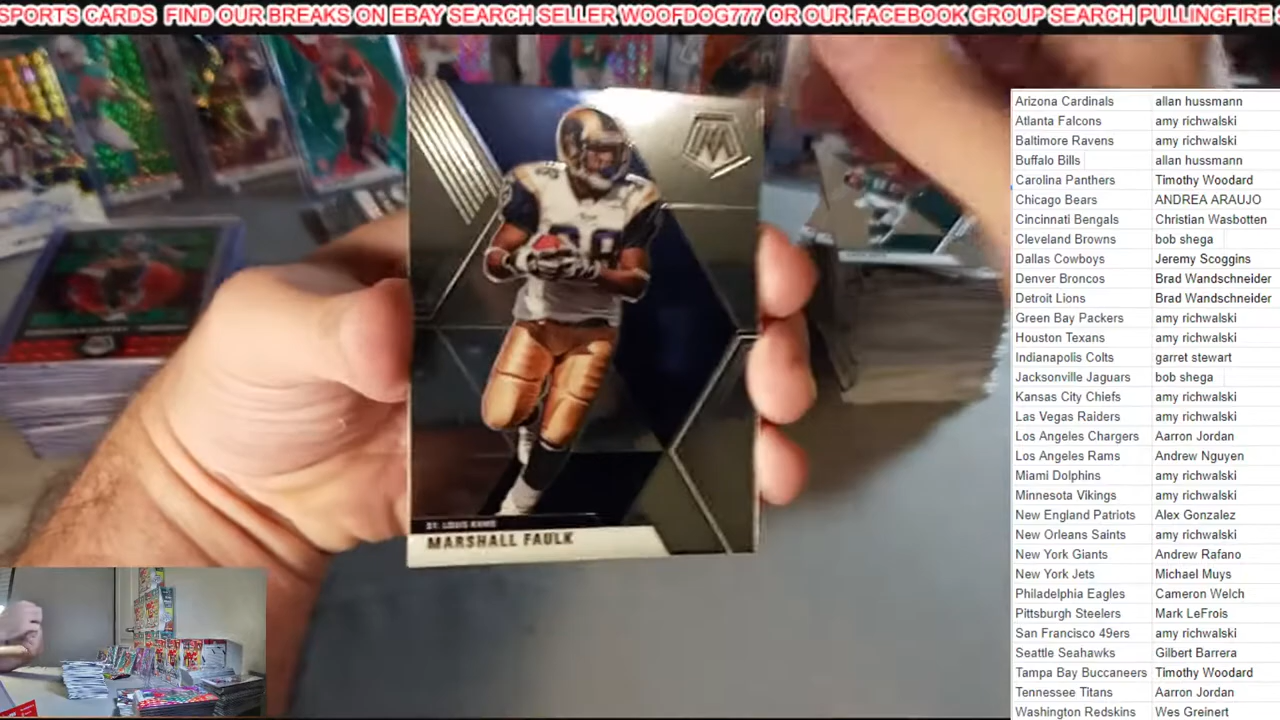 SPORTS CARDS FIND OUR BREAKS ON EBAY SEARCH SELLER WOOFDOG777 OR OUR FACEBOOK GROUP SEARCH PULLINGFIRE
ST. LOUIS RAMS
MARSHALL FAULK
Arizona Cardinals allan hussmann
Atlanta Falcons amy richwalski
Baltimore Ravens amy richwalski
Buffalo Bills allan hussmann
Carolina Panthers Timothy Woodard
Chicago Bears ANDREA ARAUJO
Cincinnati Bengals Christian Wasbotten
Cleveland Browns bob shega
Dallas Cowboys Jeremy Scoggins
Denver Broncos Brad Wandschneider
Detroit Lions Brad Wandschneider
Green Bay Packers amy richwalski
Houston Texans amy richwalski
Indianapolis Colts garret stewart
Jacksonville Jaguars bob shega
Kansas City Chiefs amy richwalski
Las Vegas Raiders amy richwalski
Los Angeles Chargers Aarron Jordan
Los Angeles Rams Andrew Nguyen
Miami Dolphins amy richwalski
Minnesota Vikings amy richwalski
New England Patriots Alex Gonzalez
New Orleans Saints amy richwalski
New York Giants Andrew Rafano
New York Jets Michael Muys
Philadelphia Eagles Cameron Welch
Pittsburgh Steelers Mark LeFrois
San Francisco 49ers amy richwalski
Seattle Seahawks Gilbert Barrera
Tampa Bay Buccaneers Timothy Woodard
Tennessee Titans Aarron Jordan
Washington Redskins Wes Greinert